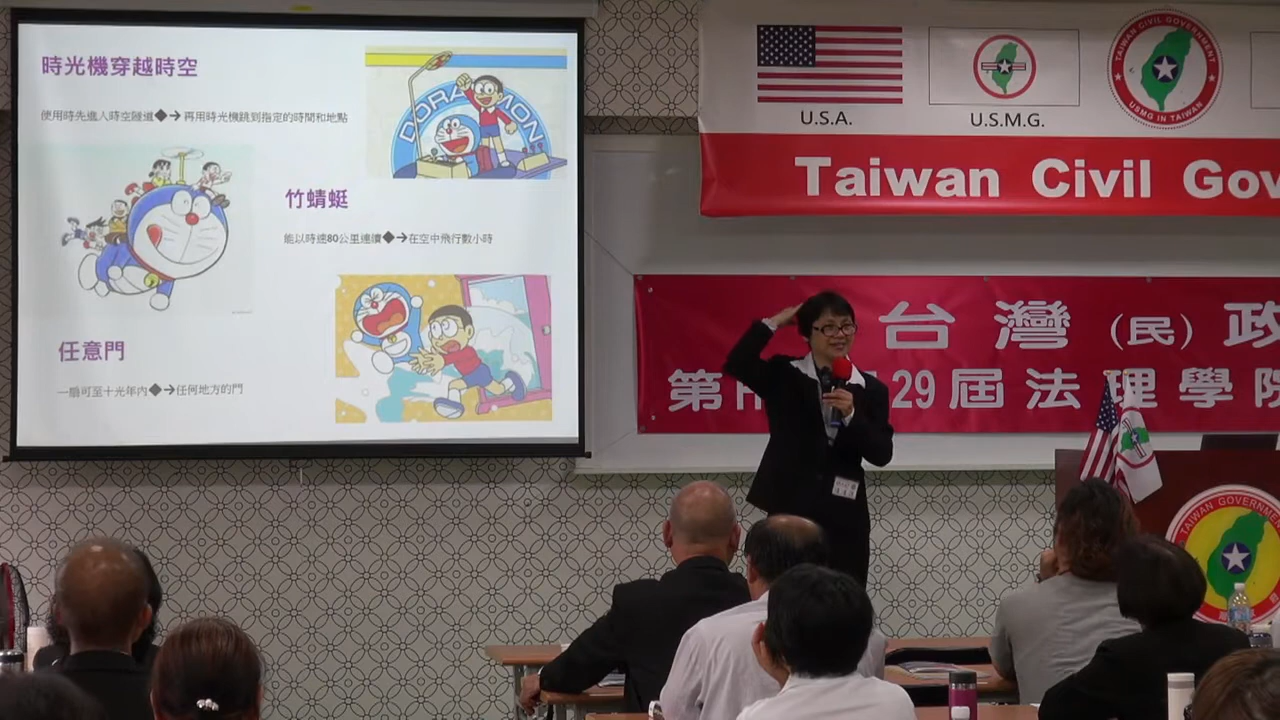 時光機穿越時空
使用時先進入時空隧道◆→再用時光機跳到指定的時間和地點
DORAEMON
竹蜻蜓
能以時速80公里連續◆→在空中飛行數小時
任意門
一扇可至十光年內◆→任何地方的門
U.S.A.
U.S.M.G.
TAIWAN CIVIL GOVERNMENT
USMG IN TAIWAN
Taiwan Civil Gov
台灣（民）政
第 29屆法理學院
TAIWAN GOVERNMENT